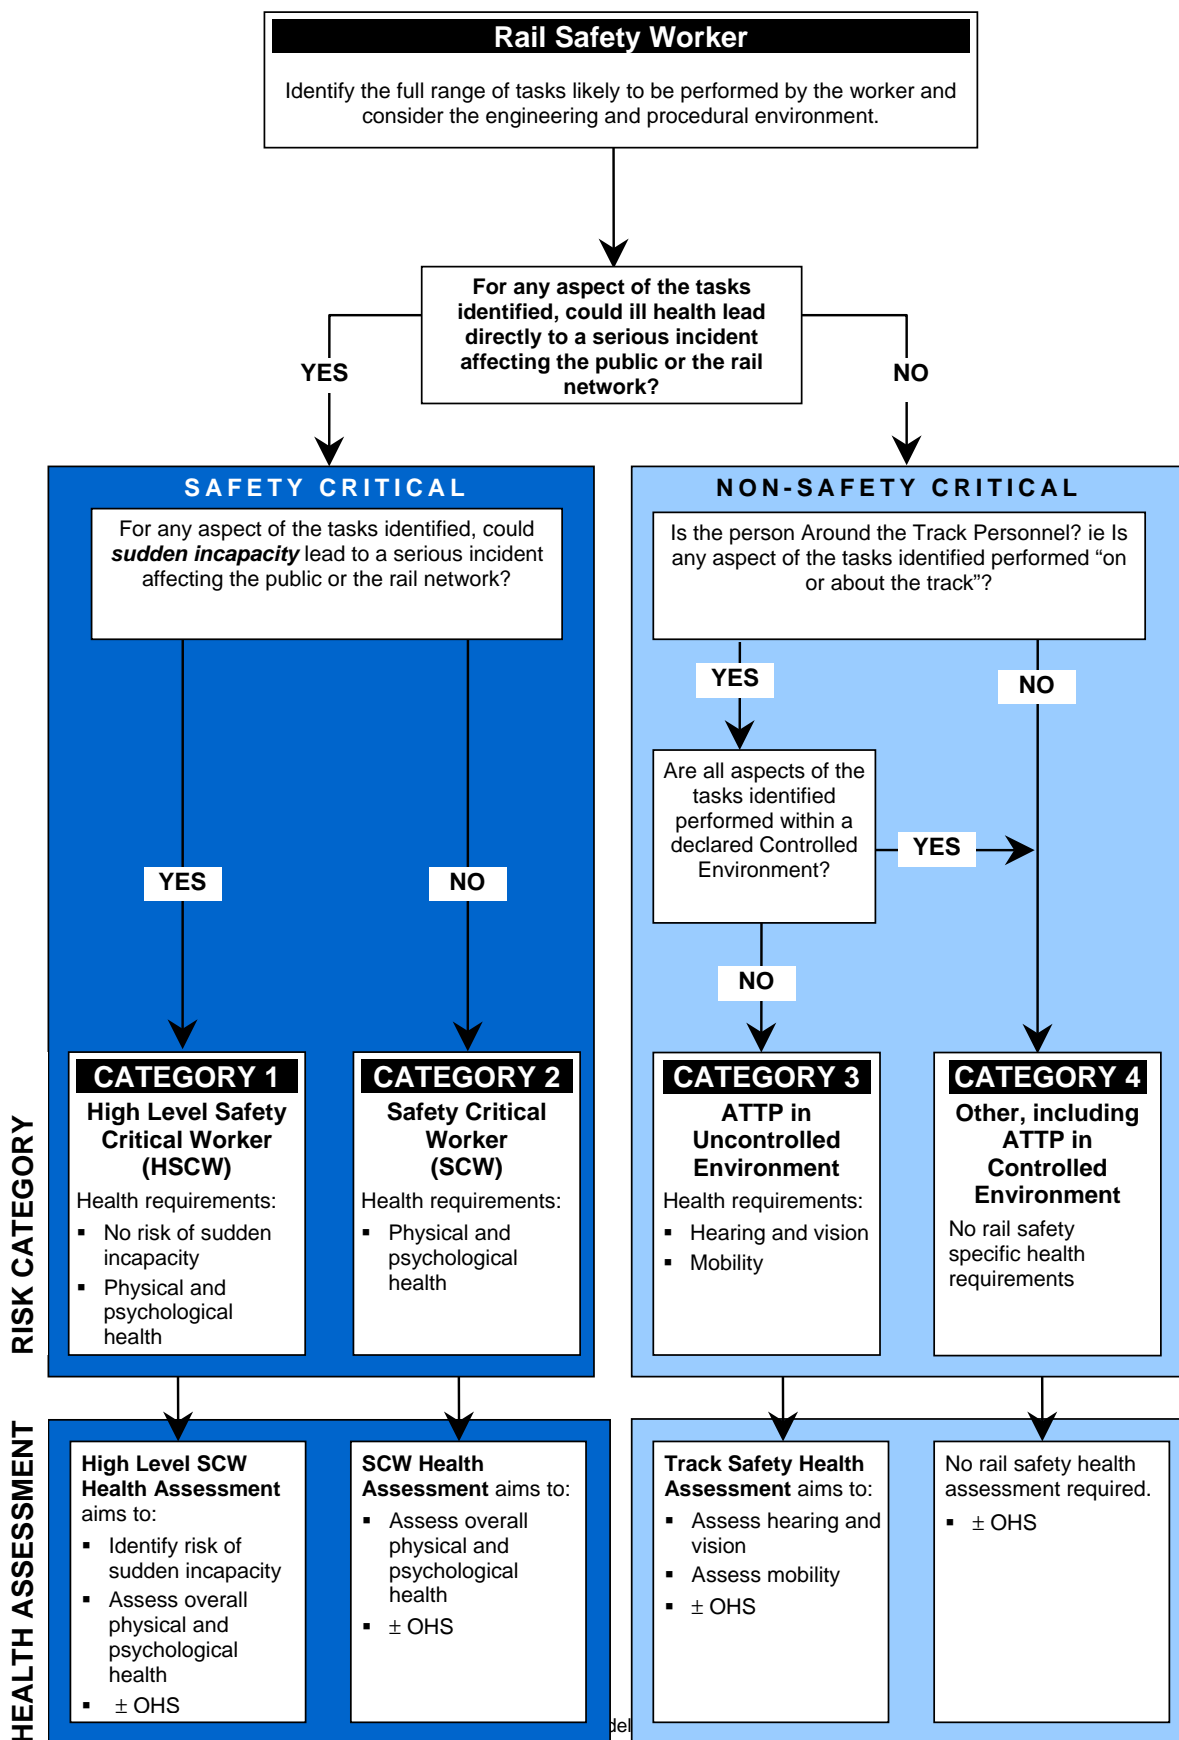 Rail Safety Worker
Identify the full range of tasks likely to be performed by the worker and
consider the engineering and procedural environment.
For any aspect of the tasks
identified, could ill health lead
directly to a serious incident
affecting the public or the rail
network?
YES
NO
SAFETY CRITICAL
For any aspect of the tasks identified, could
sudden incapacity lead to a serious incident
affecting the public or the rail network?
YES
NO
NON-SAFETY CRITICAL
Is the person Around the Track Personnel? ie Is
any aspect of the tasks identified performed “on
or about the track”?
YES
NO
Are all aspects of the
tasks identified
performed within a
declared Controlled
Environment?
YES
NO
RISK CATEGORY
CATEGORY 1
High Level Safety
Critical Worker
(HSCW)
Health requirements:
▪ No risk of sudden
incapacity
▪ Physical and
psychological
health
CATEGORY 2
Safety Critical
Worker
(SCW)
Health requirements:
▪ Physical and
psychological
health
CATEGORY 3
ATTP in
Uncontrolled
Environment
Health requirements:
▪ Hearing and vision
▪ Mobility
CATEGORY 4
Other, including
ATTP in
Controlled
Environment
No rail safety
specific health
requirements
HEALTH ASSESSMENT
High Level SCW
Health Assessment
aims to:
▪ Identify risk of
sudden incapacity
▪ Assess overall
physical and
psychological
health
▪ ± OHS
SCW Health
Assessment aims to:
▪ Assess overall
physical and
psychological
health
▪ ± OHS
Track Safety Health
Assessment aims to:
▪ Assess hearing and
vision
▪ Assess mobility
▪ ± OHS
No rail safety health
assessment required.
▪ ± OHS